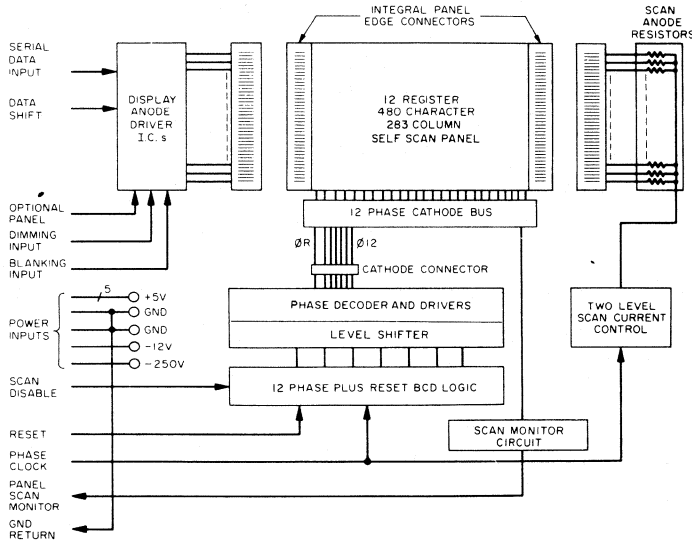 INTEGRAL PANEL
EDGE CONNECTORS
SCAN
ANODE
RESISTORS
SERIAL
DATA
INPUT
DATA
SHIFT
DISPLAY
ANODE
DRIVER
I.C.s
12 REGISTER
480 CHARACTER
283 COLUMN
SELF SCAN PANEL
OPTIONAL
PANEL
DIMMING
INPUT
BLANKING
INPUT
12 PHASE CATHODE BUS
ØR
Ø12
CATHODE CONNECTOR
POWER
INPUTS
5
+5V
GND
GND
-12V
-250V
PHASE DECODER AND DRIVERS
LEVEL SHIFTER
TWO LEVEL
SCAN CURRENT
CONTROL
SCAN
DISABLE
12 PHASE PLUS RESET BCD LOGIC
RESET
SCAN MONITOR
CIRCUIT
PHASE
CLOCK
PANEL
SCAN
MONITOR
GND
RETURN